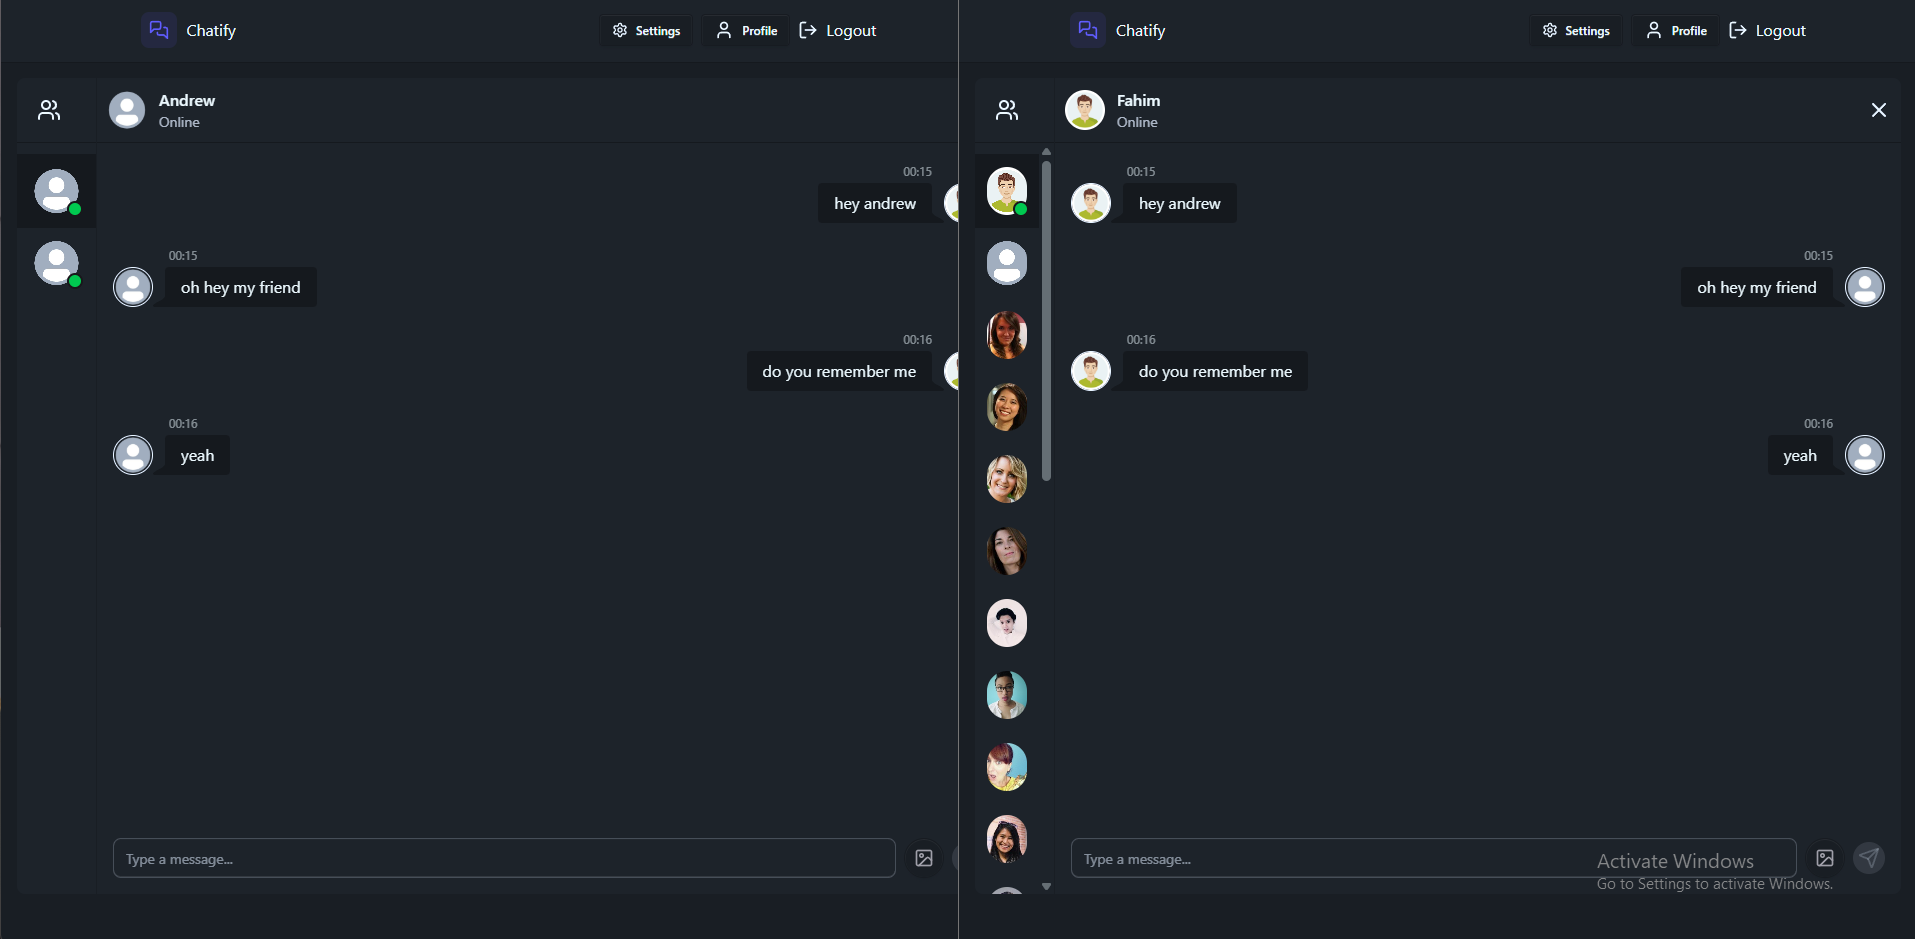 Chatify
Settings
Profile
Logout
Andrew
Online
00:15
hey andrew
00:15
oh hey my friend
00:16
do you remember me
00:16
yeah
Type a message...
Chatify
Settings
Profile
Logout
Fahim
Online
00:15
hey andrew
00:15
oh hey my friend
00:16
do you remember me
00:16
yeah
Type a message...
Activate Windows
Go to Settings to activate Windows.